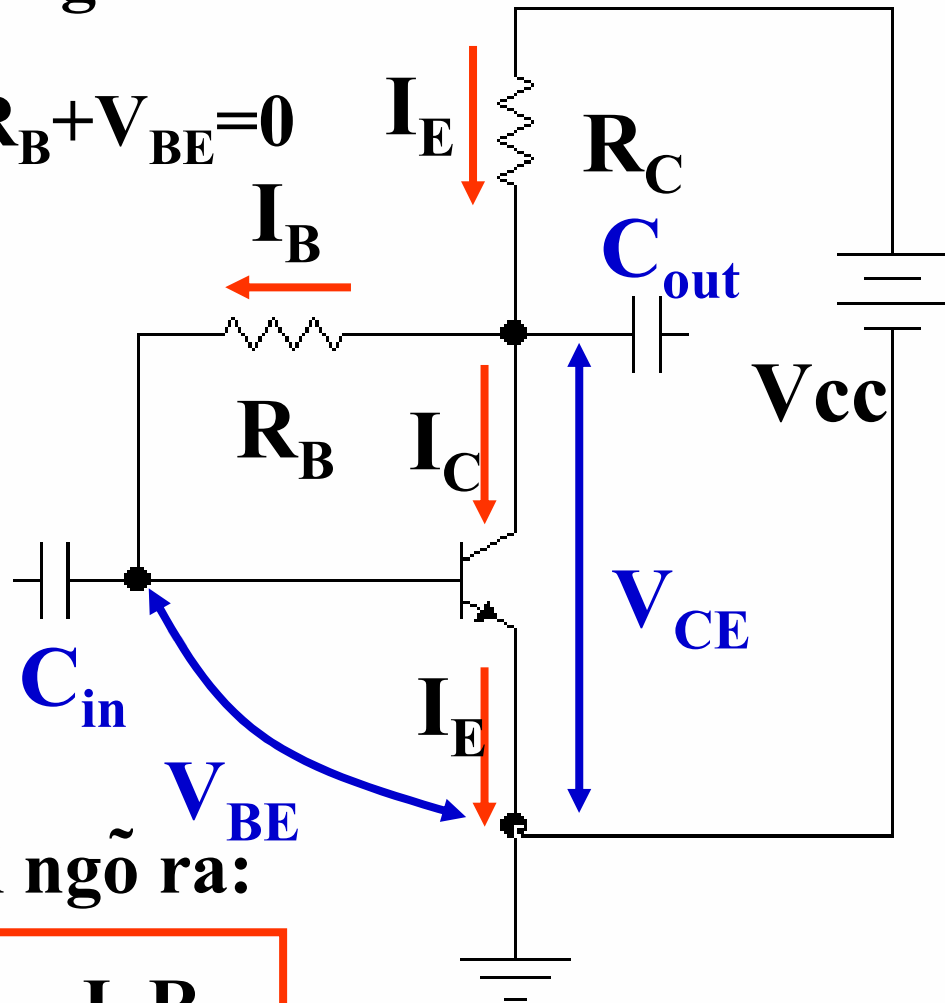 g
R_B+V_BE=0
I_E
R_C
I_B
C_out
Vcc
R_B
I_C
V_CE
C_in
I_E
V_BE
ngõ ra:
I R